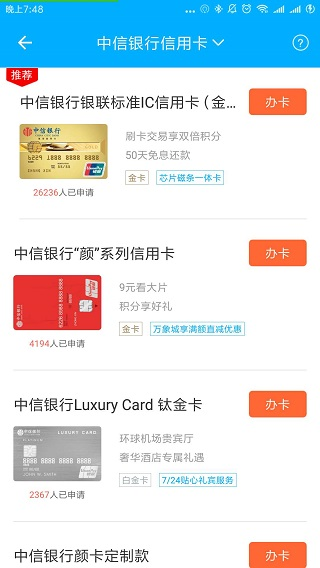 晚上7:48
中信银行信用卡
推荐
中信银行银联标准IC信用卡（金...
办卡
中信银行
刷卡交易享双倍积分
50天免息还款
金卡
芯片磁条一体卡
26236人已申请
中信银行“颜”系列信用卡
办卡
9元看大片
积分享好礼
金卡
万象城享满额直减优惠
4194人已申请
中信银行Luxury Card 钛金卡
办卡
LUXURY CARD
环球机场贵宾厅
奢华酒店专属礼遇
白金卡
7/24贴心礼宾服务
2367人已申请
中信银行颜卡定制款
办卡